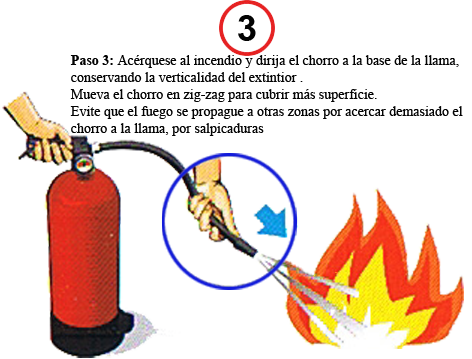 3
Paso 3: Acérquese al incendio y dirija el chorro a la base de la llama,
conservando la verticalidad del extintior .
Mueva el chorro en zig-zag para cubrir más superficie.
Evite que el fuego se propague a otras zonas por acercar demasiado el
chorro a la llama, por salpicaduras